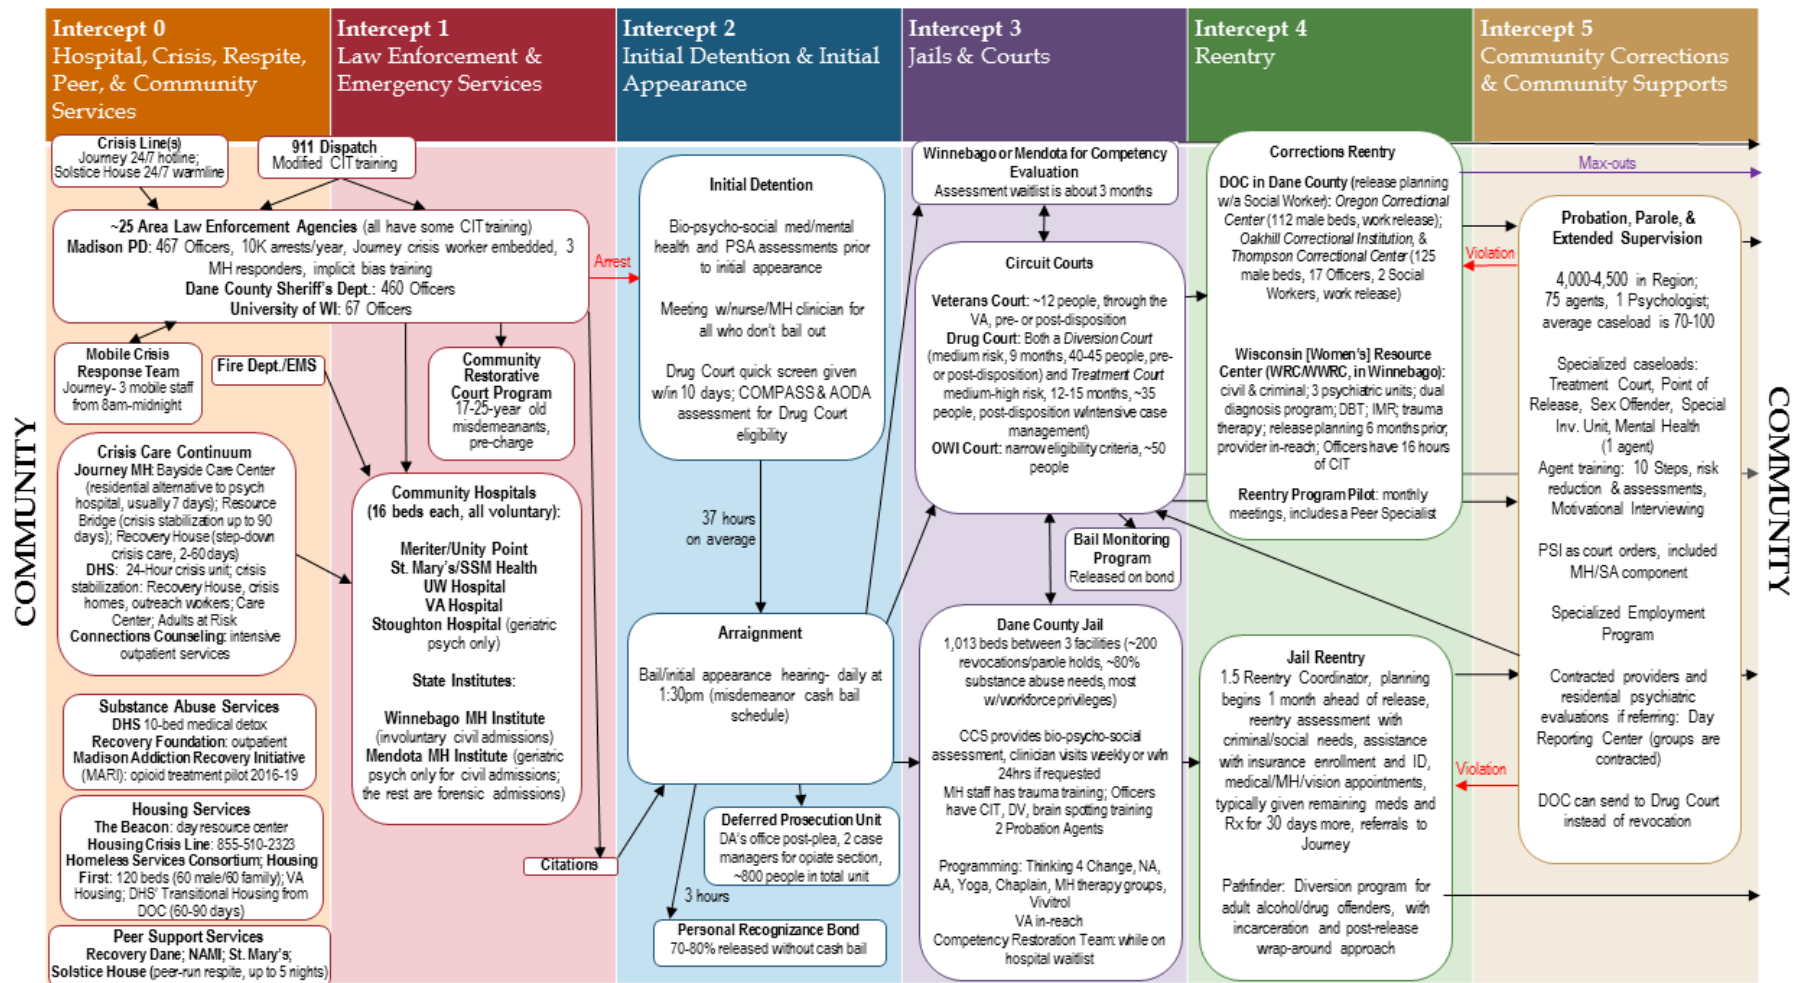 Intercept 0
Hospital, Crisis, Respite,
Peer, & Community
Services
Intercept 1
Law Enforcement &
Emergency Services
Intercept 2
Initial Detention & Initial
Appearance
Intercept 3
Jails & Courts
Intercept 4
Reentry
Intercept 5
Community Corrections
& Community Supports
COMMUNITY
Crisis Line(s)
Journey 24/7 hotline;
Solstice House 24/7 warmline
911 Dispatch
Modified CIT training
~25 Area Law Enforcement Agencies (all have some CIT training)
Madison PD: 467 Officers, 10K arrests/year, Journey crisis worker embedded, 3
MH responders, implicit bias training
Dane County Sheriff's Dept.: 460 Officers
University of WI: 67 Officers
Arrest
Mobile Crisis
Response Team
Journey- 3 mobile staff
from 8am-midnight
Fire Dept./EMS
Community
Restorative
Court Program
17-25-year old
misdemeanants,
pre-charge
Crisis Care Continuum
Journey MH: Bayside Care Center
(residential alternative to psych
hospital, usually 7 days); Resource
Bridge (crisis stabilization up to 90
days); Recovery House (step-down
crisis care, 2-60 days)
DHS: 24-Hour crisis unit; crisis
stabilization: Recovery House, crisis
homes, outreach workers; Care
Center; Adults at Risk
Connections Counseling: intensive
outpatient services
Community Hospitals
(16 beds each, all voluntary):
Meriter/Unity Point
St. Mary's/SSM Health
UW Hospital
VA Hospital
Stoughton Hospital (geriatric
psych only)
State Institutes:
Winnebago MH Institute
(involuntary civil admissions)
Mendota MH Institute (geriatric
psych only for civil admissions;
the rest are forensic admissions)
Substance Abuse Services
DHS 10-bed medical detox
Recovery Foundation: outpatient
Madison Addiction Recovery Initiative
(MARI): opioid treatment pilot 2016-19
Housing Services
The Beacon: day resource center
Housing Crisis Line: 855-510-2323
Homeless Services Consortium; Housing
First: 120 beds (60 male/60 family); VA
Housing; DHS' Transitional Housing from
DOC (60-90 days)
Peer Support Services
Recovery Dane; NAMI; St. Mary's;
Solstice House (peer-run respite, up to 5 nights)
Citations
Initial Detention
Bio-psycho-social med/mental
health and PSA assessments prior
to initial appearance
Meeting w/nurse/MH clinician for
all who don't bail out
Drug Court quick screen given
w/in 10 days; COMPASS & AODA
assessment for Drug Court
eligibility
37 hours
on average
Arraignment
Bail/initial appearance hearing- daily at
1:30pm (misdemeanor cash bail
schedule)
Deferred Prosecution Unit
DA's office post-plea, 2 case
managers for opiate section,
~800 people in total unit
3 hours
Personal Recognizance Bond
70-80% released without cash bail
Winnebago or Mendota for Competency
Evaluation
Assessment waitlist is about 3 months
Circuit Courts
Veterans Court: ~12 people, through the
VA, pre- or post-disposition
Drug Court: Both a Diversion Court
(medium risk, 9 months, 40-45 people, pre-
or post-disposition) and Treatment Court
medium-high risk, 12-15 months, ~35
people, post-disposition w/intensive case
management)
OWI Court: narrow eligibility criteria, ~50
people
Bail Monitoring
Program
Released on bond
Dane County Jail
1,013 beds between 3 facilities (~200
revocations/parole holds, ~80%
substance abuse needs, most
w/workforce privileges)
CCS provides bio-psycho-social
assessment, clinician visits weekly or w/in
24hrs if requested
MH staff has trauma training; Officers
have CIT, DV, brain spotting training
2 Probation Agents
Programming: Thinking 4 Change, NA,
AA, Yoga, Chaplain, MH therapy groups,
Vivitrol
VA in-reach
Competency Restoration Team: while on
hospital waitlist
Corrections Reentry
DOC in Dane County (release planning
w/a Social Worker): Oregon Correctional
Center (112 male beds, work release);
Oakhill Correctional Institution, &
Thompson Correctional Center (125
male beds, 17 Officers, 2 Social
Workers, work release)
Wisconsin [Women's] Resource
Center (WRC/WWRC, in Winnebago):
civil & criminal; 3 psychiatric units; dual
diagnosis program; DBT; IMR; trauma
therapy; release planning 6 months prior,
provider in-reach; Officers have 16 hours
of CIT
Reentry Program Pilot: monthly
meetings, includes a Peer Specialist
Jail Reentry
1.5 Reentry Coordinator, planning
begins 1 month ahead of release,
reentry assessment with
criminal/social needs, assistance
with insurance enrollment and ID,
medical/MH/vision appointments,
typically given remaining meds and
Rx for 30 days more, referrals to
Journey
Pathfinder: Diversion program for
adult alcohol/drug offenders, with
incarceration and post-release
wrap-around approach
Max-outs
Violation
Violation
Probation, Parole, &
Extended Supervision
4,000-4,500 in Region;
75 agents, 1 Psychologist;
average caseload is 70-100
Specialized caseloads:
Treatment Court, Point of
Release, Sex Offender, Special
Inv. Unit, Mental Health
(1 agent)
Agent training: 10 Steps, risk
reduction & assessments,
Motivational Interviewing
PSI as court orders, included
MH/SA component
Specialized Employment
Program
Contracted providers and
residential psychiatric
evaluations if referring: Day
Reporting Center (groups are
contracted)
DOC can send to Drug Court
instead of revocation
COMMUNITY